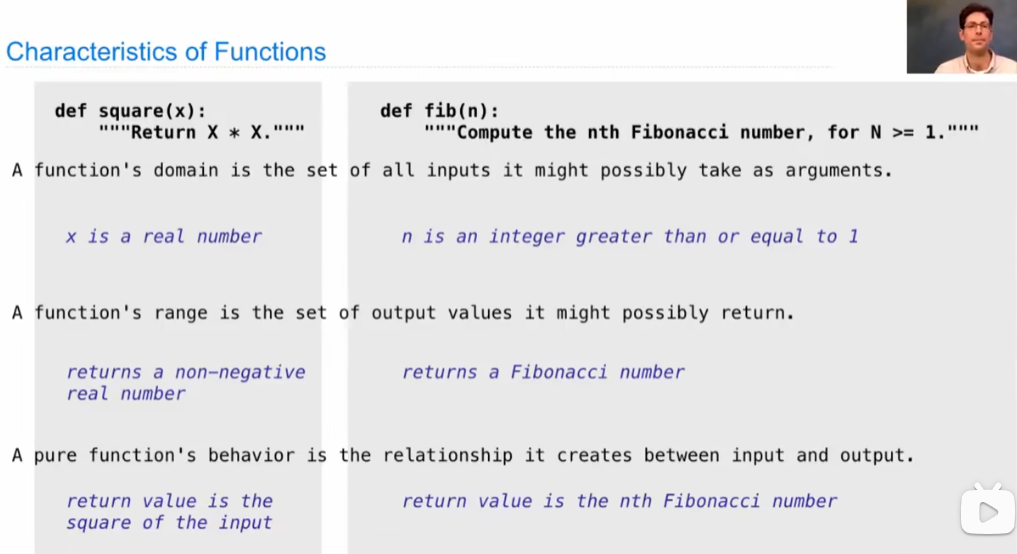 Characteristics of Functions
def square(x):
"""Return X * X."""
def fib(n):
"""Compute the nth Fibonacci number, for N >= 1."""
A function's domain is the set of all inputs it might possibly take as arguments.
x is a real number
n is an integer greater than or equal to 1
A function's range is the set of output values it might possibly return.
returns a non-negative
real number
returns a Fibonacci number
A pure function's behavior is the relationship it creates between input and output.
return value is the
square of the input
return value is the nth Fibonacci number